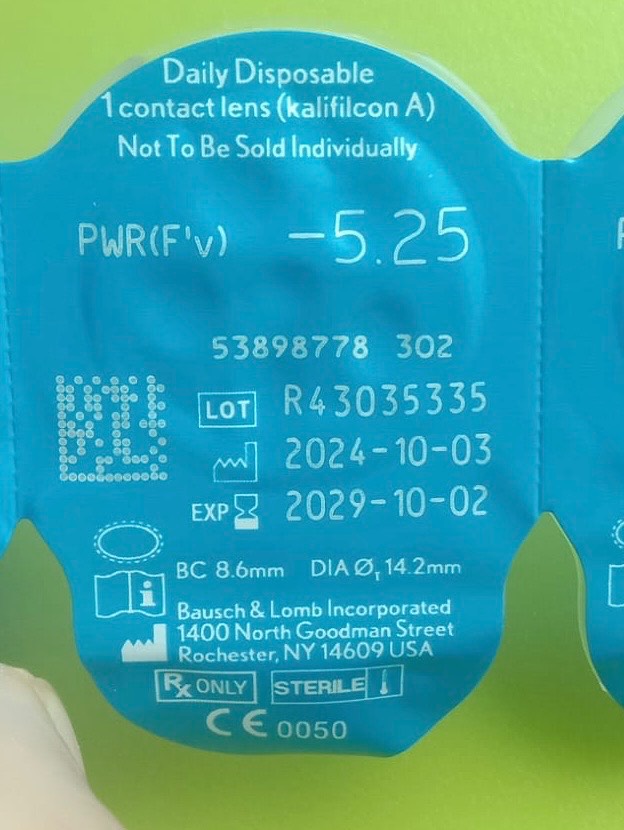 Daily Disposable
1 contact lens (kalifilcon A)
Not To Be Sold Individually
PWR(F'v) -5.25
53898778 302
LOT R43035335
2024-10-03
EXP 2029-10-02
BC 8.6mm DIA Ø, 14.2mm
i
Bausch & Lomb Incorporated
1400 North Goodman Street
Rochester, NY 14609 USA
Rx ONLY STERILE
CE 0050